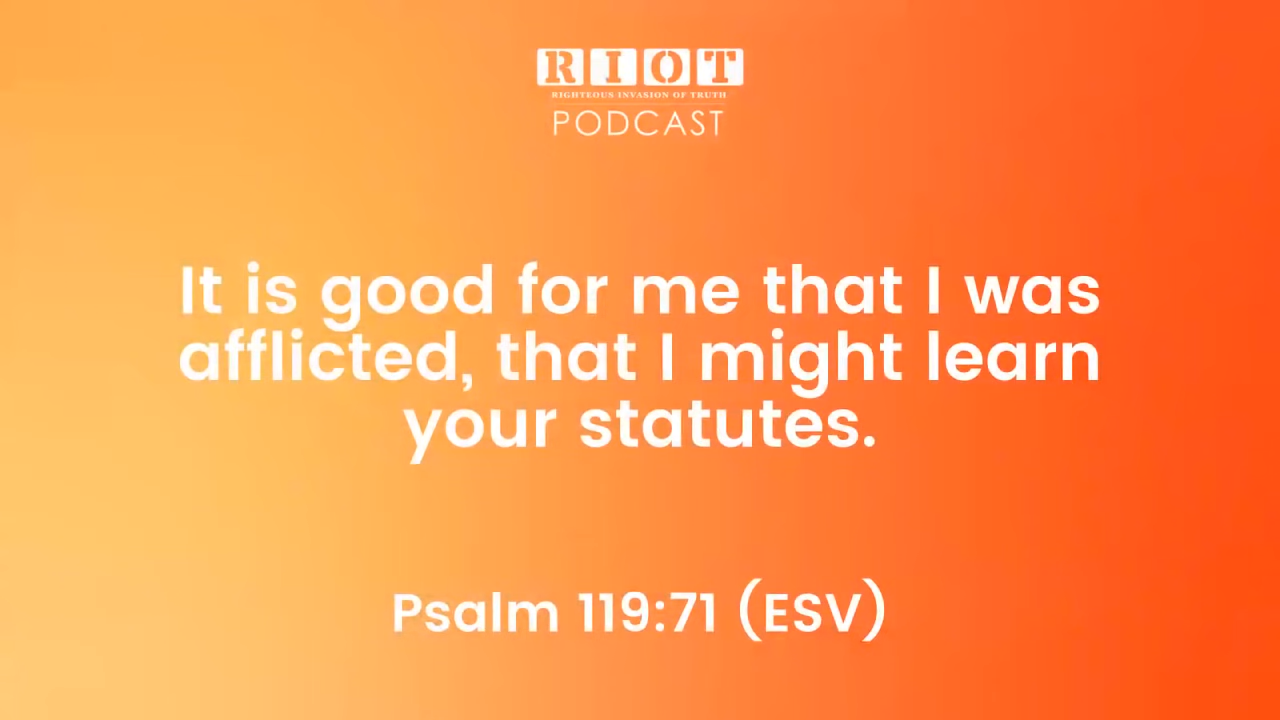 RIOT
RIGHTEOUS INVASION OF TRUTH
PODCAST
It is good for me that I was
afflicted, that I might learn
your statutes.
Psalm 119:71 (ESV)